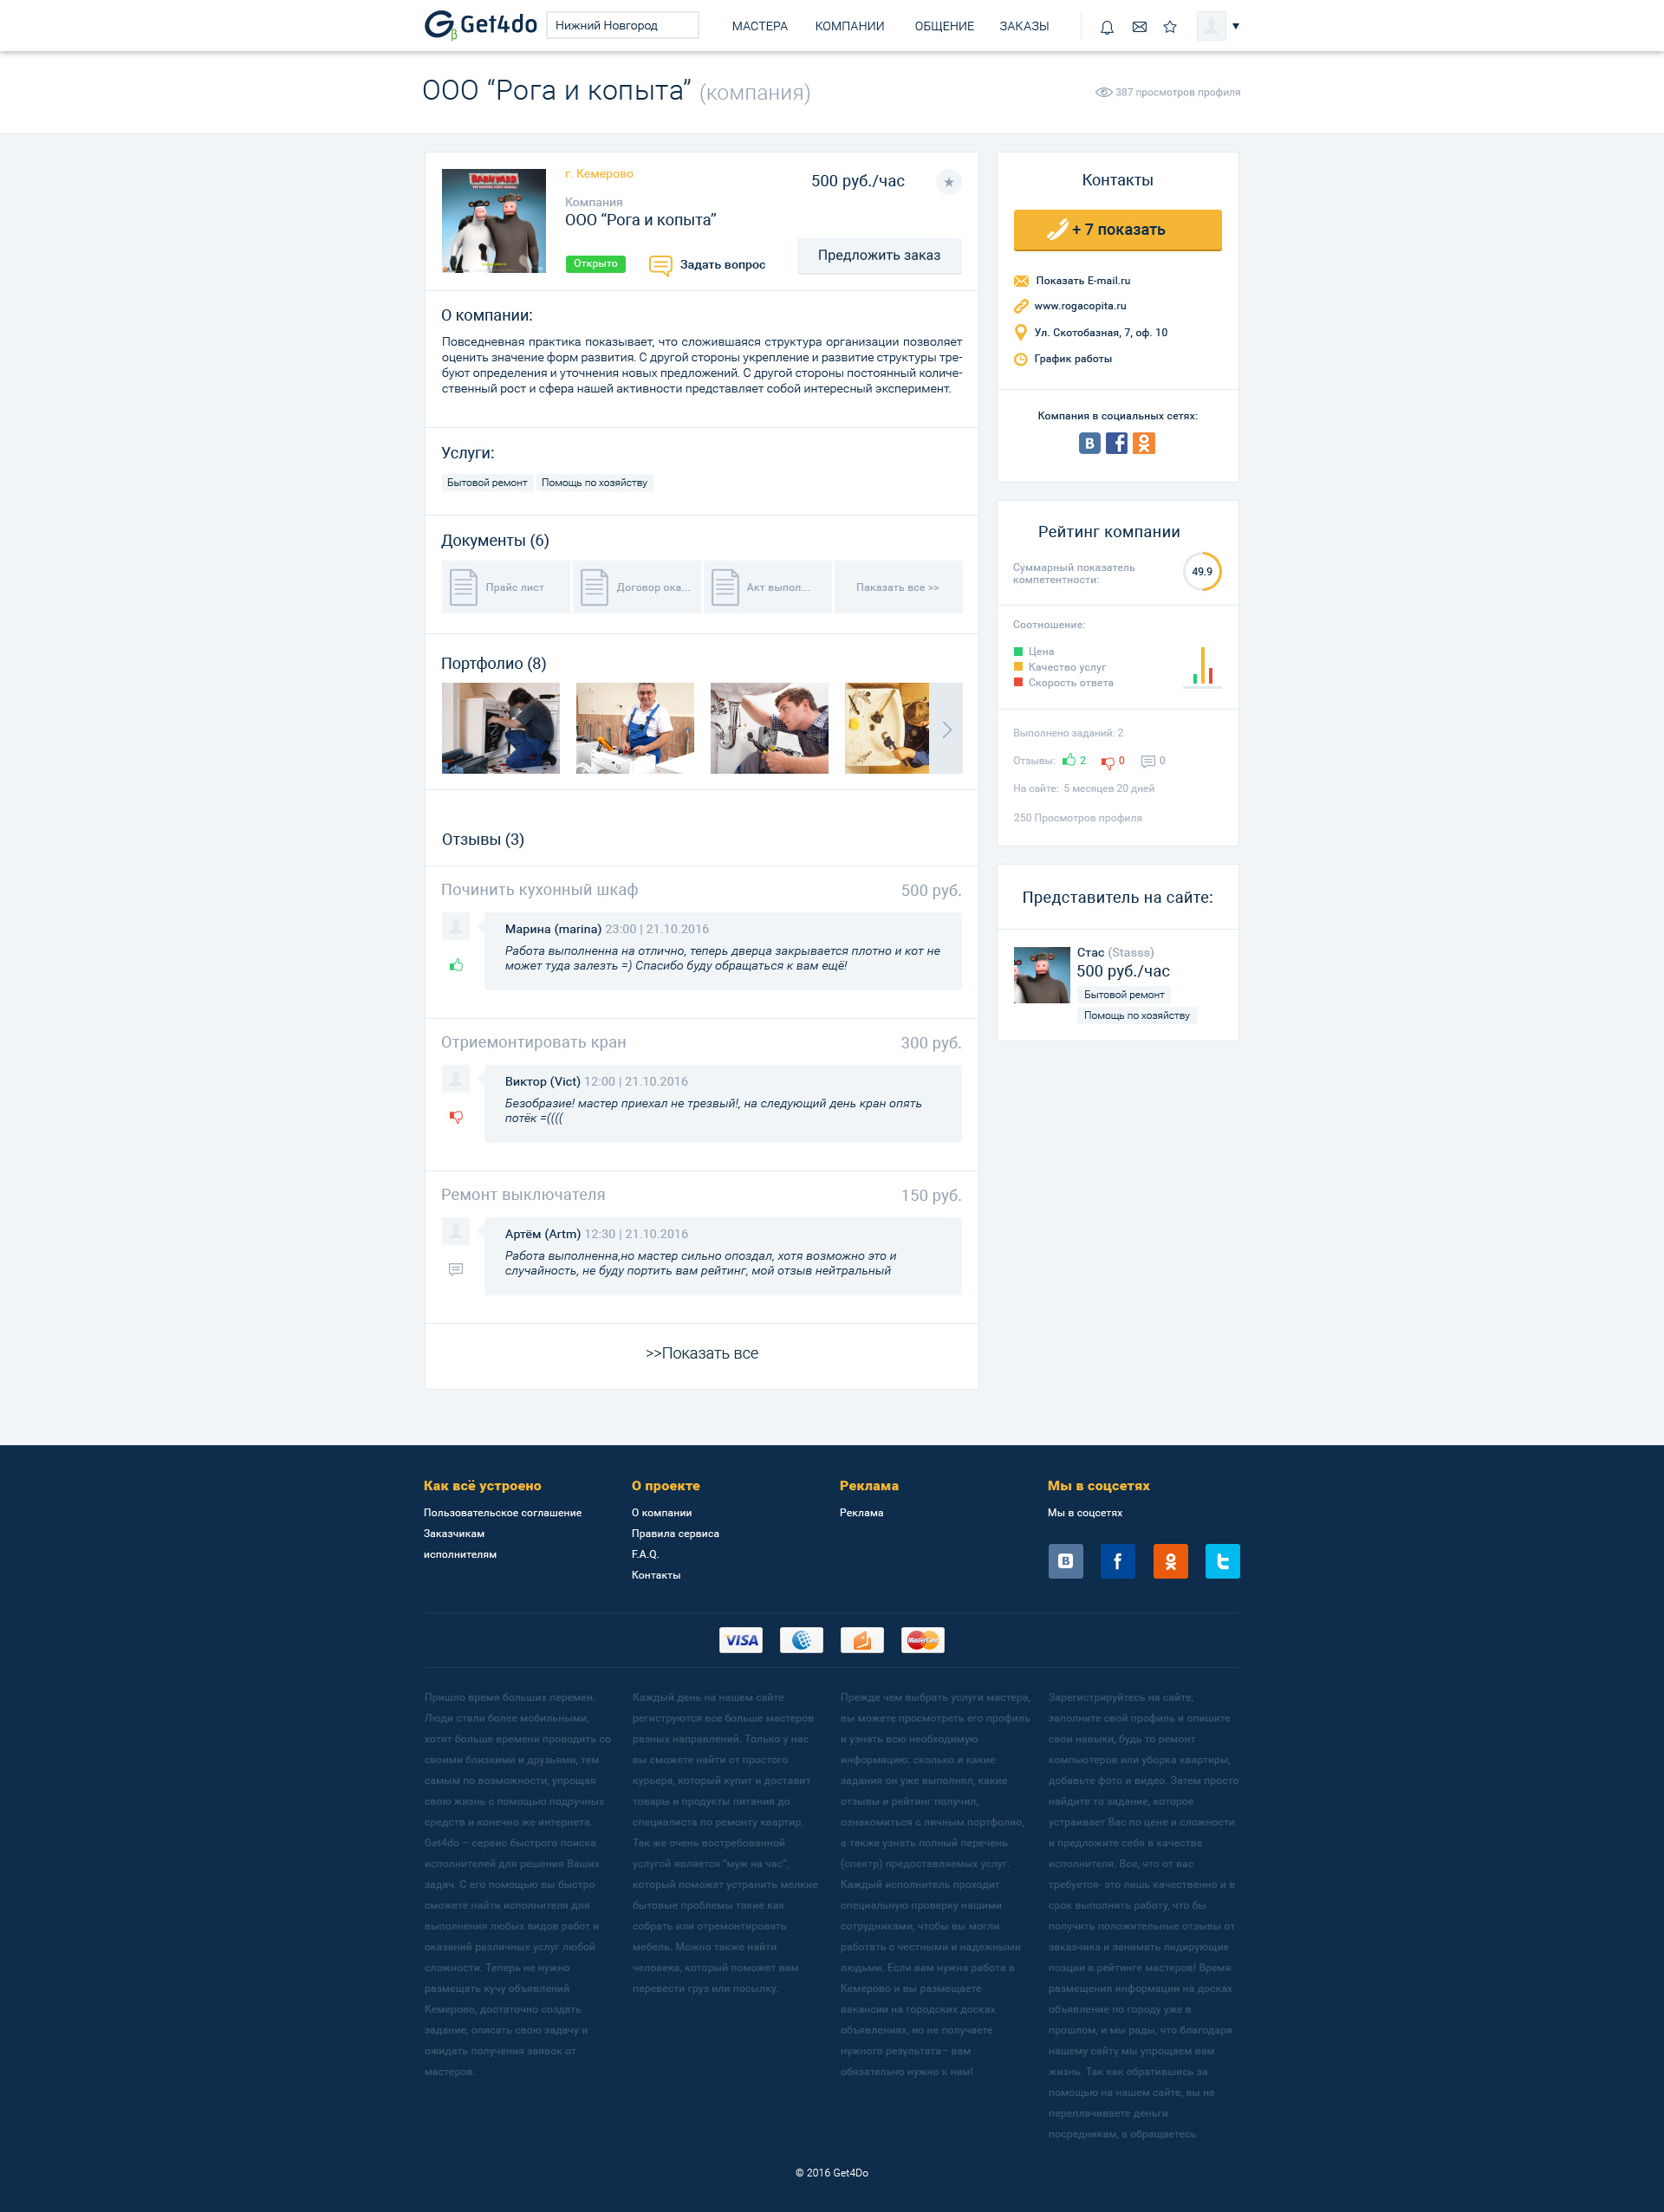 Get4do
β
Нижний Новгород
МАСТЕРА
КОМПАНИИ
ОБЩЕНИЕ
ЗАКАЗЫ
ООО “Рога и копыта” (компания)
387 просмотров профиля
BARNYARD
г. Кемерово
Компания
ООО “Рога и копыта”
Открыто
Задать вопрос
500 руб./час
Предложить заказ
О компании:
Повседневная практика показывает, что сложившаяся структура организации позволяет
оценить значение форм развития. С другой стороны укрепление и развитие структуры тре-
буют определения и уточнения новых предложений. С другой стороны постоянный количе-
ственный рост и сфера нашей активности представляет собой интересный эксперимент.
Услуги:
Бытовой ремонт
Помощь по хозяйству
Документы (6)
Прайс лист
Договор ока...
Акт выпол...
Паказать все >>
Портфолио (8)
Отзывы (3)
Починить кухонный шкаф
500 руб.
Марина (marina) 23:00 | 21.10.2016
Работа выполненна на отлично, теперь дверца закрывается плотно и кот не
может туда залезть =) Спасибо буду обращаться к вам ещё!
Отриемонтировать кран
300 руб.
Виктор (Vict) 12:00 | 21.10.2016
Безобразие! мастер приехал не трезвый!, на следующий день кран опять
потёк =((((
Ремонт выключателя
150 руб.
Артём (Artm) 12:30 | 21.10.2016
Работа выполненна,но мастер сильно опоздал, хотя возможно это и
случайность, не буду портить вам рейтинг, мой отзыв нейтральный
>>Показать все
Контакты
+ 7 показать
Показать E-mail.ru
www.rogacopita.ru
Ул. Скотобазная, 7, оф. 10
График работы
Компания в социальных сетях:
Рейтинг компании
Суммарный показатель
компетентности:
49.9
Соотношение:
Цена
Качество услуг
Скорость ответа
Выполнено заданий: 2
Отзывы: 2 0 0
На сайте: 5 месяцев 20 дней
250 Просмотров профиля
Представитель на сайте:
Стас (Stasss)
500 руб./час
Бытовой ремонт
Помощь по хозяйству
Как всё устроено
Пользовательское соглашение
Заказчикам
исполнителям
О проекте
О компании
Правила сервиса
F.A.Q.
Контакты
Реклама
Реклама
Мы в соцсетях
Мы в соцсетях
VISA
MasterCard
Пришло время больших перемен.
Люди стали более мобильными,
хотят больше времени проводить со
своими близкими и друзьями, тем
самым по возможности, упрощая
свою жизнь с помощью подручных
средств и конечно же интернета.
Get4do – сервис быстрого поиска
исполнителей для решения Ваших
задач. С его помощью вы быстро
сможете найти исполнителя для
выполнения любых видов работ и
оказаний различных услуг любой
сложности. Теперь не нужно
размещать кучу объявлений
Кемерово, достаточно создать
задание, описать свою задачу и
ожидать получения заявок от
мастеров.
Каждый день на нашем сайте
региструются все больше мастеров
разных направлений. Только у нас
вы сможете найти от простого
курьера, который купит и доставит
товары и продукты питания до
специалиста по ремонту квартир.
Так же очень востребованной
услугой является “муж на час”,
который поможет устранить мелкие
бытовые проблемы такие как
собрать или отремонтировать
мебель. Можно также найти
человека, который поможет вам
перевести груз или посылку.
Прежде чем выбрать услуги мастера,
вы можете просмотреть его профиль
и узнать всю необходимую
информацию: сколько и какие
задания он уже выполнял, какие
отзывы и рейтинг получил,
ознакомиться с личным портфолио,
а также узнать полный перечень
(спектр) предоставляемых услуг.
Каждый исполнитель проходит
специальную проверку нашими
сотрудниками, чтобы вы могли
работать с честными и надежными
людьми. Если вам нужна работа в
Кемерово и вы размещаете
вакансии на городских досках
объявлениях, но не получаете
нужного результата– вам
обязательно нужно к нам!
Зарегистрируйтесь на сайте,
заполните свой профиль и опишите
свои навыки, будь то ремонт
компьютеров или уборка квартиры,
добавьте фото и видео. Затем просто
найдите то задание, которое
устраивает Вас по цене и сложности
и предложите себя в качестве
исполнителя. Все, что от вас
требуется- это лишь качественно и в
срок выполнить работу, что бы
получить положительные отзывы от
заказчика и занимать лидирующие
позции в рейтинге мастеров! Время
размещения информации на досках
объявление по городу уже в
прошлом, и мы рады, что благодаря
нашему сайту мы упрощаем вам
жизнь. Так как обратившись за
помощью на нашем сайте, вы не
переплачиваете деньги
посредникам, а обращаетесь
© 2016 Get4Do